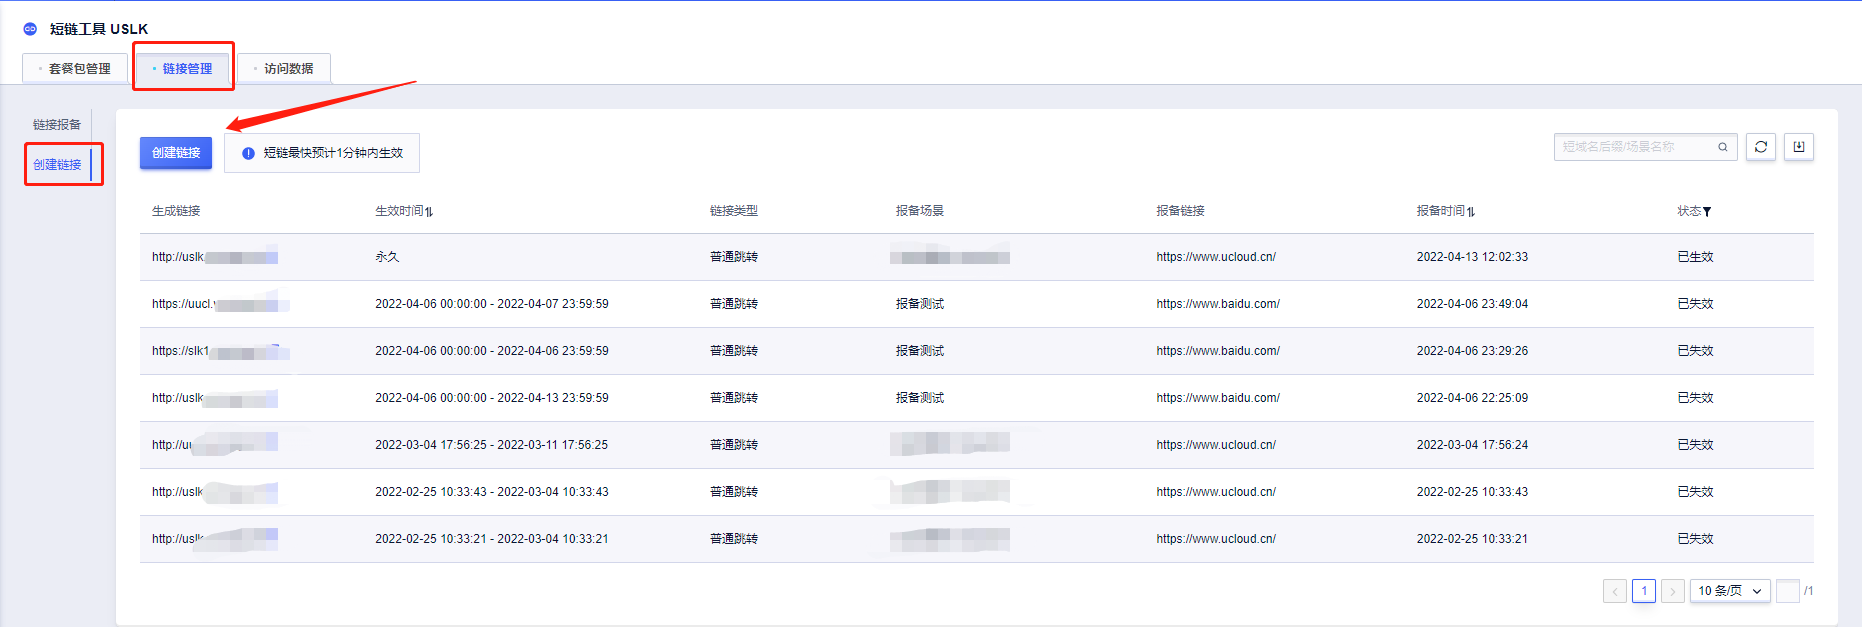 短链工具 USLK
套餐包管理 链接管理 访问数据
链接报备
创建链接
创建链接 短链最快预计1分钟内生效 短域名后缀/场景名称
生成链接 生效时间 链接类型 报备场景 报备链接 报备时间 状态
http://uslk 永久 普通跳转 https://www.ucloud.cn/ 2022-04-13 12:02:33 已生效
https://uucl. 2022-04-06 00:00:00 - 2022-04-07 23:59:59 普通跳转 报备测试 https://www.baidu.com/ 2022-04-06 23:49:04 已失效
https://slk1 2022-04-06 00:00:00 - 2022-04-06 23:59:59 普通跳转 报备测试 https://www.baidu.com/ 2022-04-06 23:29:26 已失效
http://uslk 2022-04-06 00:00:00 - 2022-04-13 23:59:59 普通跳转 报备测试 https://www.baidu.com/ 2022-04-06 22:25:09 已失效
http://uu 2022-03-04 17:56:25 - 2022-03-11 17:56:25 普通跳转 https://www.ucloud.cn/ 2022-03-04 17:56:24 已失效
http://uslk 2022-02-25 10:33:43 - 2022-03-04 10:33:43 普通跳转 https://www.ucloud.cn/ 2022-02-25 10:33:43 已失效
http://uslk 2022-02-25 10:33:21 - 2022-03-04 10:33:21 普通跳转 https://www.ucloud.cn/ 2022-02-25 10:33:21 已失效
1 10 条/页 /1